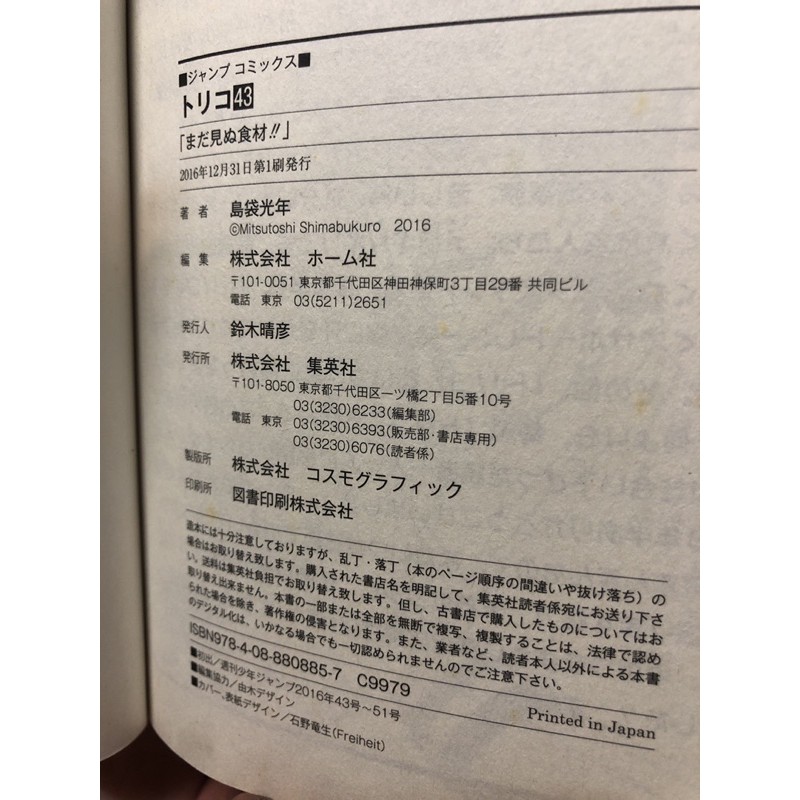 ■ジャンプ コミックス■
トリコ43
「まだ見ぬ食材!!」
2016年12月31日第1刷発行
著 者 島袋光年
©Mitsutoshi Shimabukuro 2016
編 集 株式会社 ホーム社
〒101-0051 東京都千代田区神田神保町3丁目29番 共同ビル
電話 東京 03(5211)2651
発行人 鈴木晴彦
発行所 株式会社 集英社
〒101-8050 東京都千代田区一ツ橋2丁目5番10号
03(3230)6233(編集部)
電話 東京 03(3230)6393(販売部・書店専用)
03(3230)6076(読者係)
製版所 株式会社 コスモグラフィック
印刷所 図書印刷株式会社
造本には十分注意しておりますが、乱丁・落丁(本のページ順序の間違いや抜け落ち)の
場合はお取り替え致します。購入された書店名を明記して、集英社読者係宛にお送り下さ
い。送料は集英社負担でお取り替え致します。但し、古書店で購入したものについてはお
取り替え出来ません。本書の一部または全部を無断で複写、複製することは、法律で認め
られた場合を除き、著作権の侵害となります。また、業者など、読者本人以外による本書
のデジタル化は、いかなる場合でも一切認められませんのでご注意下さい。
ISBN978-4-08-880885-7 C9979
■初出/週刊少年ジャンプ2016年43号〜51号
■編集協力/由木デザイン
■カバー、表紙デザイン/石野竜生(Freiheit)
Printed in Japan